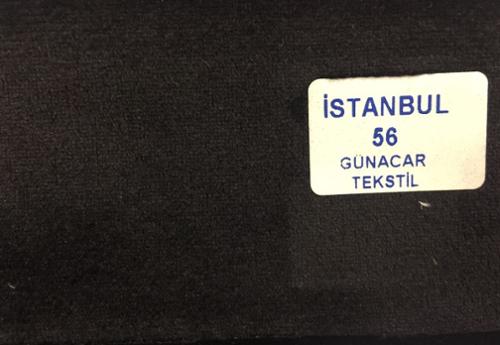 İSTANBUL
56
GÜNACAR
TEKSTİL